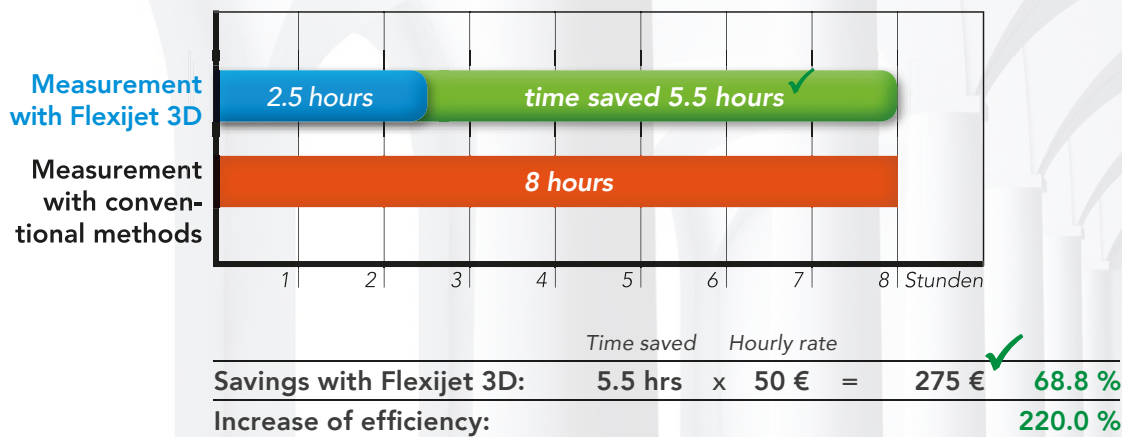 Measurement
with Flexijet 3D
2.5 hours
time saved 5.5 hours
Measurement
with conven-
tional methods
8 hours
1 2 3 4 5 6 7 8 Stunden
Time saved Hourly rate
Savings with Flexijet 3D: 5.5 hrs x 50 € = 275 € 68.8 %
Increase of efficiency: 220.0 %